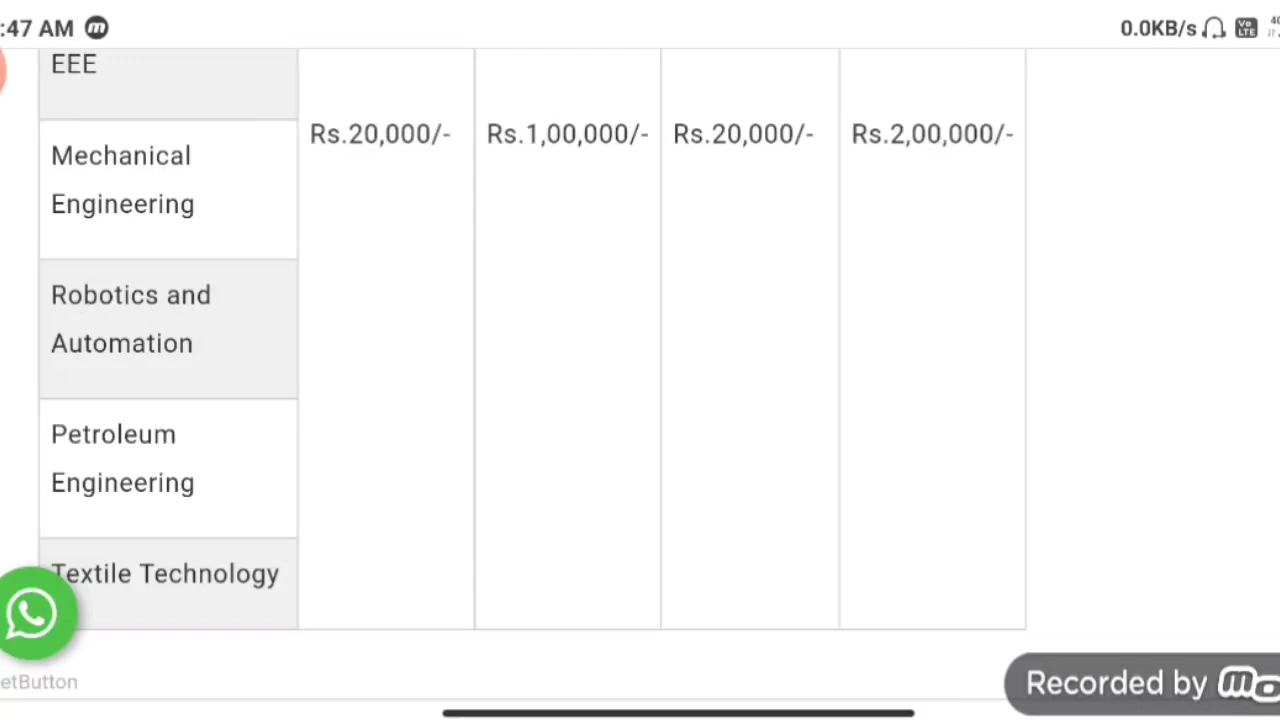 :47 AM
0.0KB/s
EEE
Rs.20,000/- Rs.1,00,000/- Rs.20,000/- Rs.2,00,000/-
Mechanical
Engineering
Robotics and
Automation
Petroleum
Engineering
Textile Technology
etButton
Recorded by